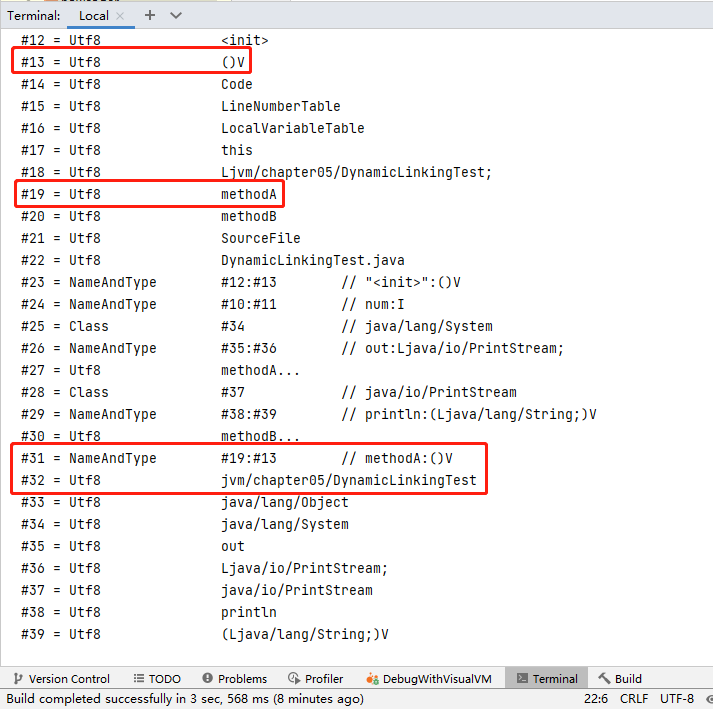 Terminal: Local × +
#12 = Utf8 <init>
#13 = Utf8 ()V
#14 = Utf8 Code
#15 = Utf8 LineNumberTable
#16 = Utf8 LocalVariableTable
#17 = Utf8 this
#18 = Utf8 Ljvm/chapter05/DynamicLinkingTest;
#19 = Utf8 methodA
#20 = Utf8 methodB
#21 = Utf8 SourceFile
#22 = Utf8 DynamicLinkingTest.java
#23 = NameAndType #12:#13 // "<init>":()V
#24 = NameAndType #10:#11 // num:I
#25 = Class #34 // java/lang/System
#26 = NameAndType #35:#36 // out:Ljava/io/PrintStream;
#27 = Utf8 methodA...
#28 = Class #37 // java/io/PrintStream
#29 = NameAndType #38:#39 // println:(Ljava/lang/String;)V
#30 = Utf8 methodB...
#31 = NameAndType #19:#13 // methodA:()V
#32 = Utf8 jvm/chapter05/DynamicLinkingTest
#33 = Utf8 java/lang/Object
#34 = Utf8 java/lang/System
#35 = Utf8 out
#36 = Utf8 Ljava/io/PrintStream;
#37 = Utf8 java/io/PrintStream
#38 = Utf8 println
#39 = Utf8 (Ljava/lang/String;)V
Version Control TODO Problems Profiler DebugWithVisualVM Terminal Build
Build completed successfully in 3 sec, 568 ms (8 minutes ago) 22:6 CRLF UTF-8